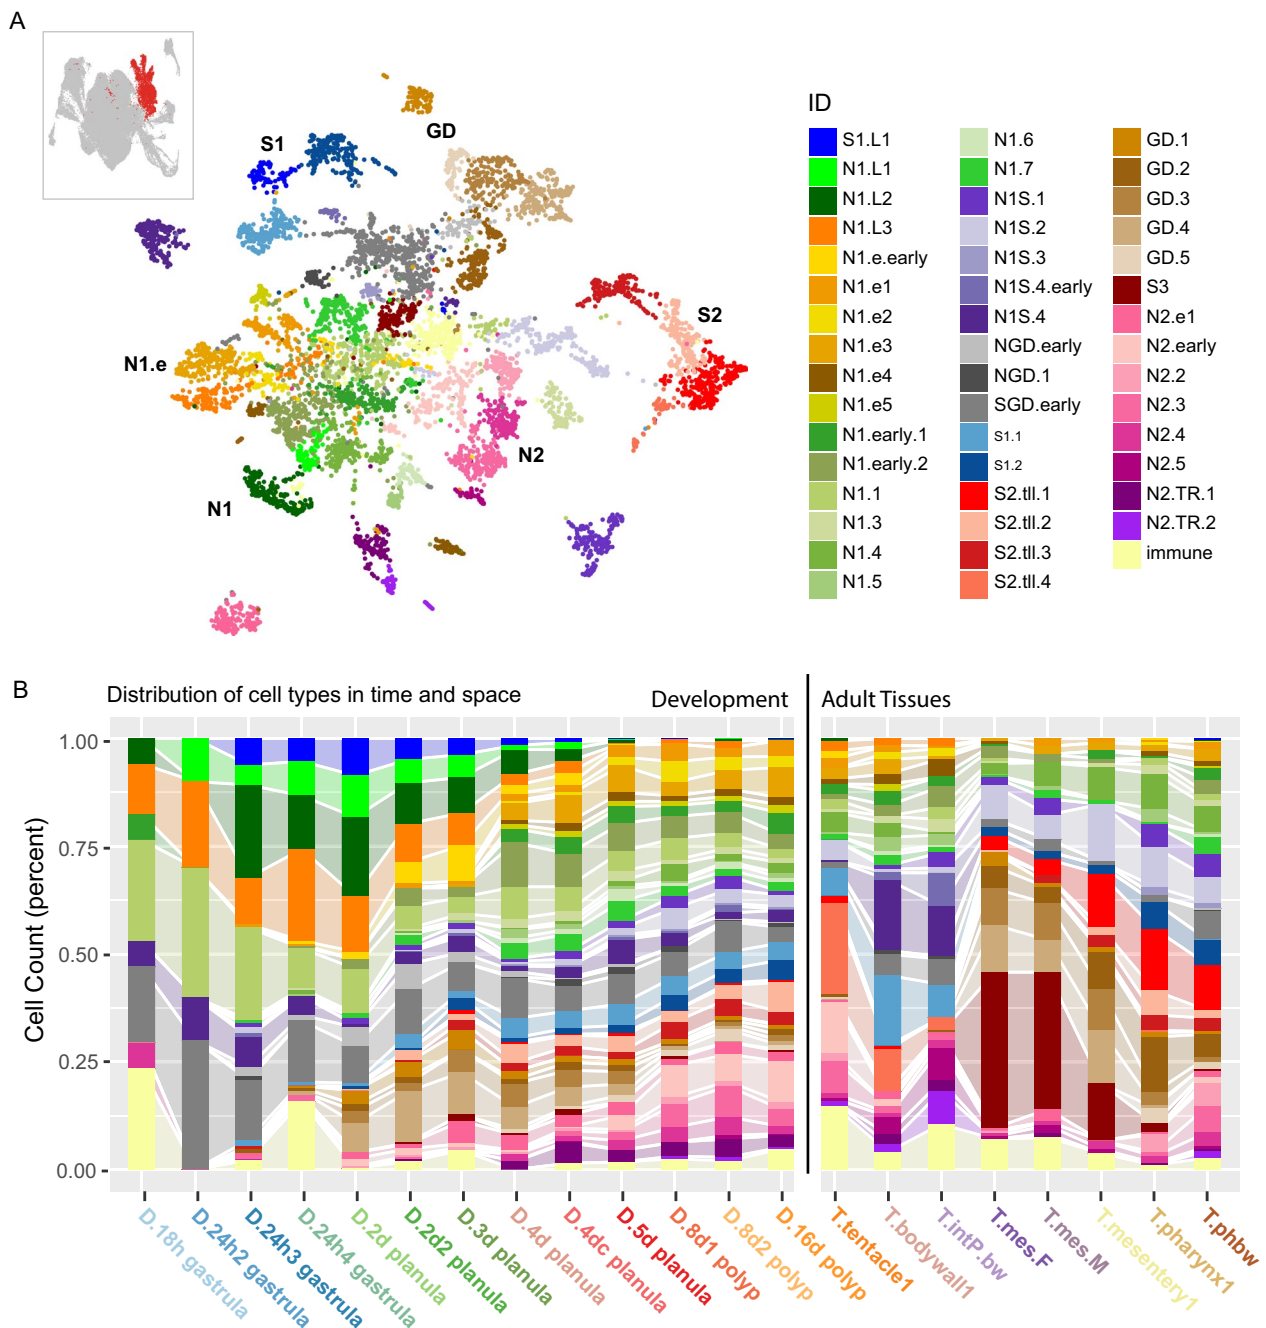 A
GD
S1
S2
N1.e
N2
N1
ID
S1.L1
N1.L1
N1.L2
N1.L3
N1.e.early
N1.e1
N1.e2
N1.e3
N1.e4
N1.e5
N1.early.1
N1.early.2
N1.1
N1.3
N1.4
N1.5
N1.6
N1.7
N1S.1
N1S.2
N1S.3
N1S.4.early
N1S.4
NGD.early
NGD.1
SGD.early
S1.1
S1.2
S2.tll.1
S2.tll.2
S2.tll.3
S2.tll.4
GD.1
GD.2
GD.3
GD.4
GD.5
S3
N2.e1
N2.early
N2.2
N2.3
N2.4
N2.5
N2.TR.1
N2.TR.2
immune
B
Distribution of cell types in time and space
Development
Adult Tissues
Cell Count (percent)
1.00
0.75
0.50
0.25
0.00
D.18h gastrula
D.24h2 gastrula
D.24h3 gastrula
D.24h4 gastrula
D.2d planula
D.2d2 planula
D.3d planula
D.4d planula
D.4dc planula
D.5d planula
D.8d1 polyp
D.8d2 polyp
D.16d polyp
T.tentacle1
T.bodywall1
T.intP.bw
T.mes.F
T.mes.M
T.mesentery1
T.pharynx1
T.phbw